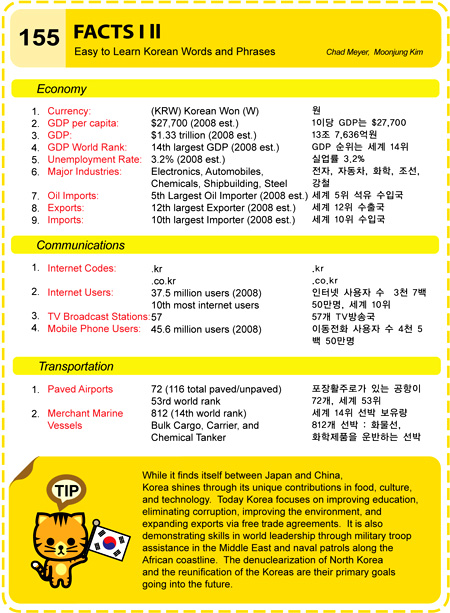 155 FACTS I II
Easy to Learn Korean Words and Phrases Chad Meyer, Moonjung Kim
Economy
1. Currency: (KRW) Korean Won (W) 원
2. GDP per capita: $27,700 (2008 est.) 1이당 GDP는 $27,700
3. GDP: $1.33 trillion (2008 est.) 13조 7,636억원
4. GDP World Rank: 14th largest GDP (2008 est.) GDP 순위는 세계 14위
5. Unemployment Rate: 3.2% (2008 est.) 실업률 3.2%
6. Major Industries: Electronics, Automobiles, 전자, 자동차, 화학, 조선,
Chemicals, Shipbuilding, Steel 강철
7. Oil Imports: 5th Largest Oil Importer (2008 est.) 세계 5위 석유 수입국
8. Exports: 12th largest Exporter (2008 est.) 세계 12위 수출국
9. Imports: 10th largest Importer (2008 est.) 세계 10위 수입국
Communications
1. Internet Codes: .kr .kr
.co.kr .co.kr
2. Internet Users: 37.5 million users (2008) 인터넷 사용자 수 3천 7백
10th most internet users 50만명, 세계 10위
3. TV Broadcast Stations: 57 57개 TV방송국
4. Mobile Phone Users: 45.6 million users (2008) 이동전화 사용자 수 4천 5
백 50만명
Transportation
1. Paved Airports 72 (116 total paved/unpaved) 포장활주로가 있는 공항이
53rd world rank 72개, 세계 53위
2. Merchant Marine 812 (14th world rank) 세계 14위 선박 보유량
Vessels Bulk Cargo, Carrier, and 812개 선박 : 화물선,
Chemical Tanker 화학제품을 운반하는 선박
TIP
While it finds itself between Japan and China,
Korea shines through its unique contributions in food, culture,
and technology. Today Korea focuses on improving education,
eliminating corruption, improving the environment, and
expanding exports via free trade agreements. It is also
demonstrating skills in world leadership through military troop
assistance in the Middle East and naval patrols along the
African coastline. The denuclearization of North Korea
and the reunification of the Koreas are their primary goals
going into the future.